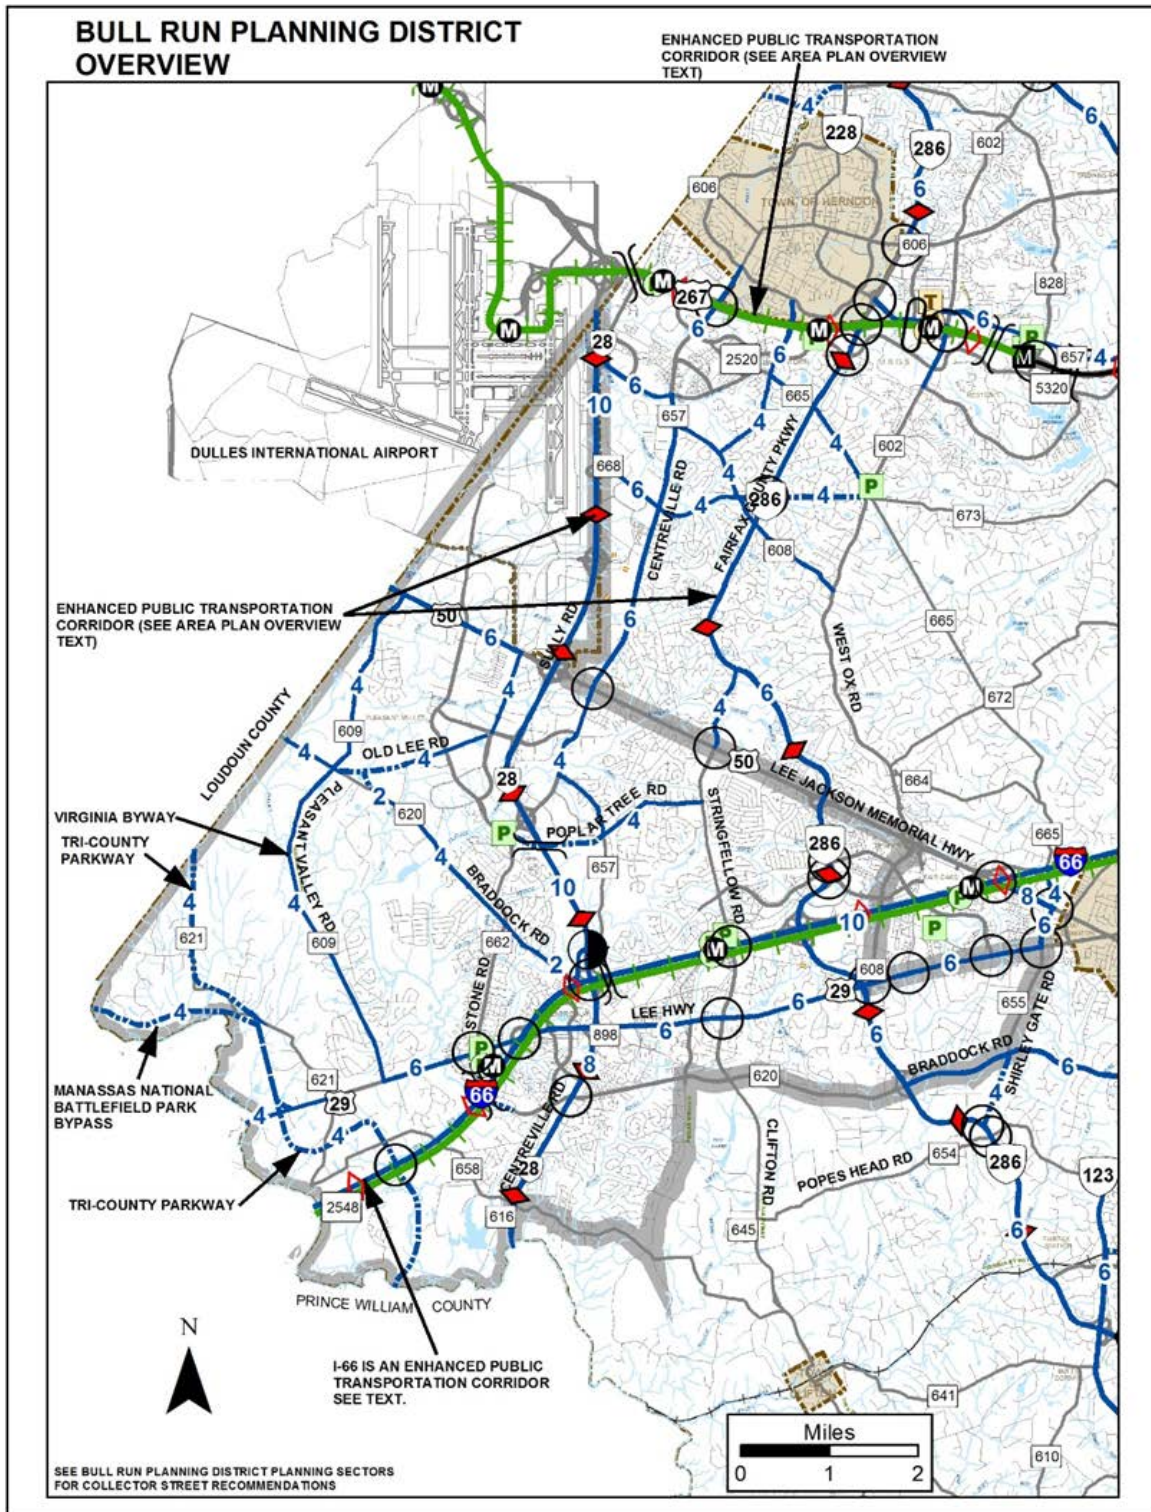 BULL RUN PLANNING DISTRICT
OVERVIEW
ENHANCED PUBLIC TRANSPORTATION
CORRIDOR (SEE AREA PLAN OVERVIEW
TEXT)
M
4
6
228
286
602
606
6
TOWN OF HERNDON
606
828
M
267
6
T
P
6
M
M
M
P
657
4
5320
28
2520
6
665
6
10
657
4
4
602
DULLES INTERNATIONAL AIRPORT
668
4
FAIRFAX COUNTY PKWY
6
4
286
4
P
673
CENTREVILLE RD
608
ENHANCED PUBLIC TRANSPORTATION
CORRIDOR (SEE AREA PLAN OVERVIEW
TEXT)
50
6
SULLY RD
6
665
WEST OX RD
4
4
4
6
672
LOUDOUN COUNTY
609
4
OLD LEE RD
4
50
LEE JACKSON MEMORIAL HWY
664
2
28
PLEASANT VALLEY RD
VIRGINIA BYWAY
620
P
POPLAR TREE RD
4
STRINGFELLOW RD
286
665
TRI-COUNTY
PARKWAY
4
657
66
4
BRADDOCK RD
10
M
P
8
4
4
621
609
662
2
P
M
10
P
6
608
6
STONE RD
29
655
4
LEE HWY
6
6
SHIRLEY GATE RD
P
898
6
BRADDOCK RD
6
MANASSAS NATIONAL
BATTLEFIELD PARK
BYPASS
621
6
M
8
620
4
29
66
4
4
CENTREVILLE RD
CLIFTON RD
654
286
POPES HEAD RD
658
28
123
TRI-COUNTY PARKWAY
2548
616
645
6
6
PRINCE WILLIAM COUNTY
N
I-66 IS AN ENHANCED PUBLIC
TRANSPORTATION CORRIDOR
SEE TEXT.
641
Miles
0 1 2
610
SEE BULL RUN PLANNING DISTRICT PLANNING SECTORS
FOR COLLECTOR STREET RECOMMENDATIONS